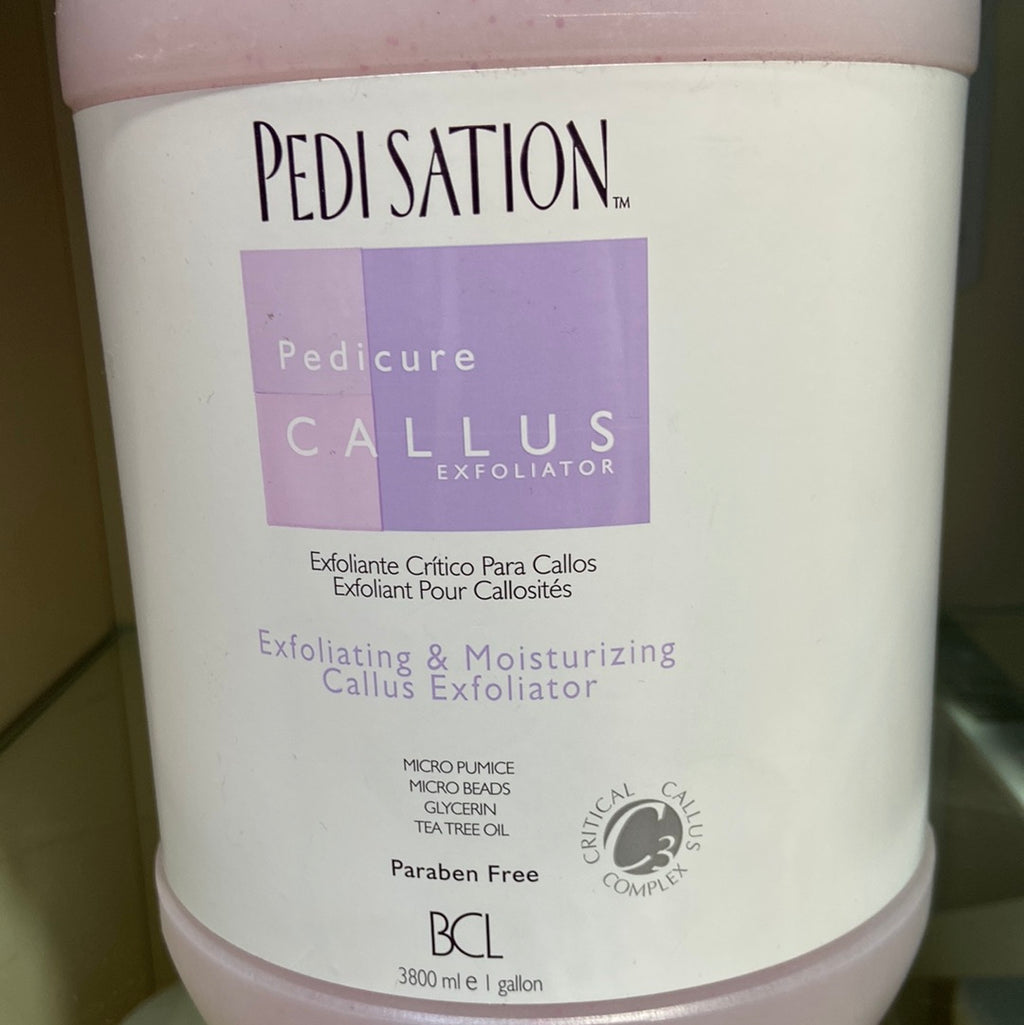 PEDI SATION™
Pedicure
CALLUS
EXFOLIATOR
Exfoliante Crítico Para Callos
Exfoliant Pour Callosités
Exfoliating & Moisturizing
Callus Exfoliator
MICRO PUMICE
MICRO BEADS
GLYCERIN
TEA TREE OIL
Paraben Free
CRITICAL CALLUS
C3
COMPLEX
BCL
3800 ml e 1 gallon